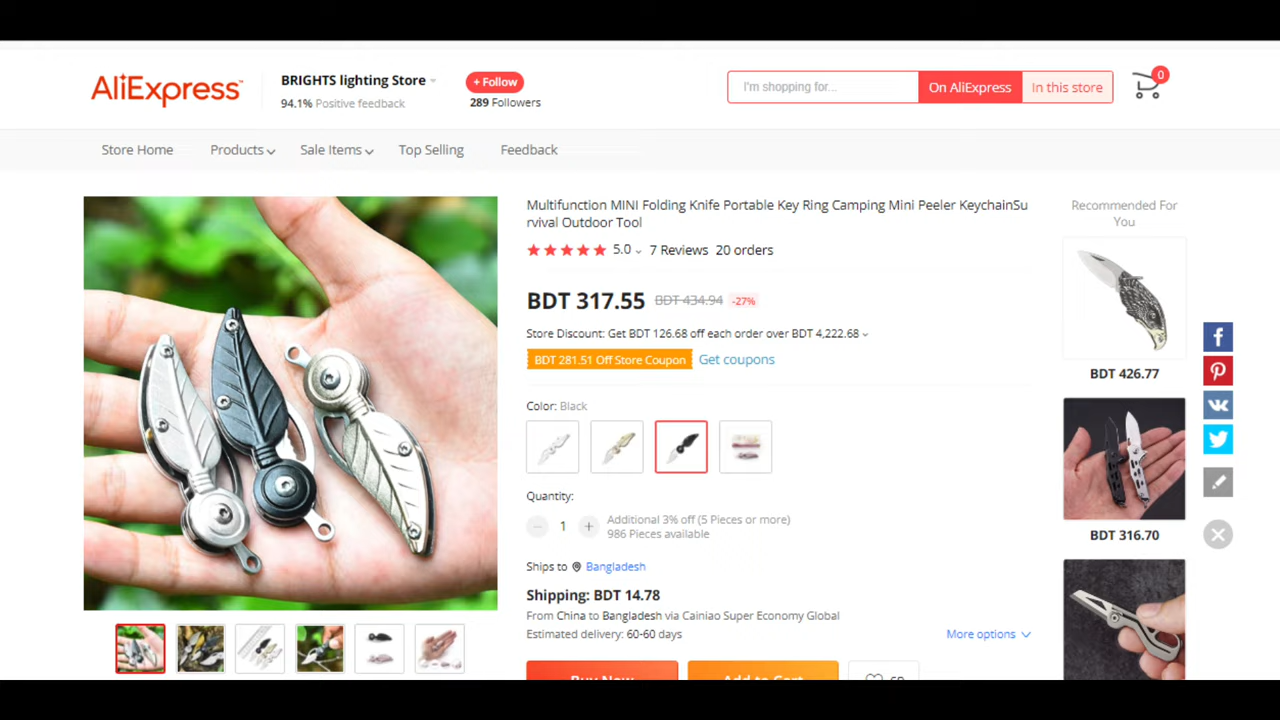 AliExpress™
BRIGHTS lighting Store
94.1% Positive feedback
+ Follow
289 Followers
I'm shopping for...
On AliExpress
In this store
0
Store Home
Products
Sale Items
Top Selling
Feedback
Multifunction MINI Folding Knife Portable Key Ring Camping Mini Peeler KeychainSu
rvival Outdoor Tool
5.0
7 Reviews
20 orders
BDT 317.55
BDT 434.94
-27%
Store Discount: Get BDT 126.68 off each order over BDT 4,222.68
BDT 281.51 Off Store Coupon
Get coupons
Color: Black
Quantity:
1
Additional 3% off (5 Pieces or more)
986 Pieces available
Ships to Bangladesh
Shipping: BDT 14.78
From China to Bangladesh via Cainiao Super Economy Global
Estimated delivery: 60-60 days
More options
Buy Now
Add to Cart
Recommended For
You
BDT 426.77
BDT 316.70